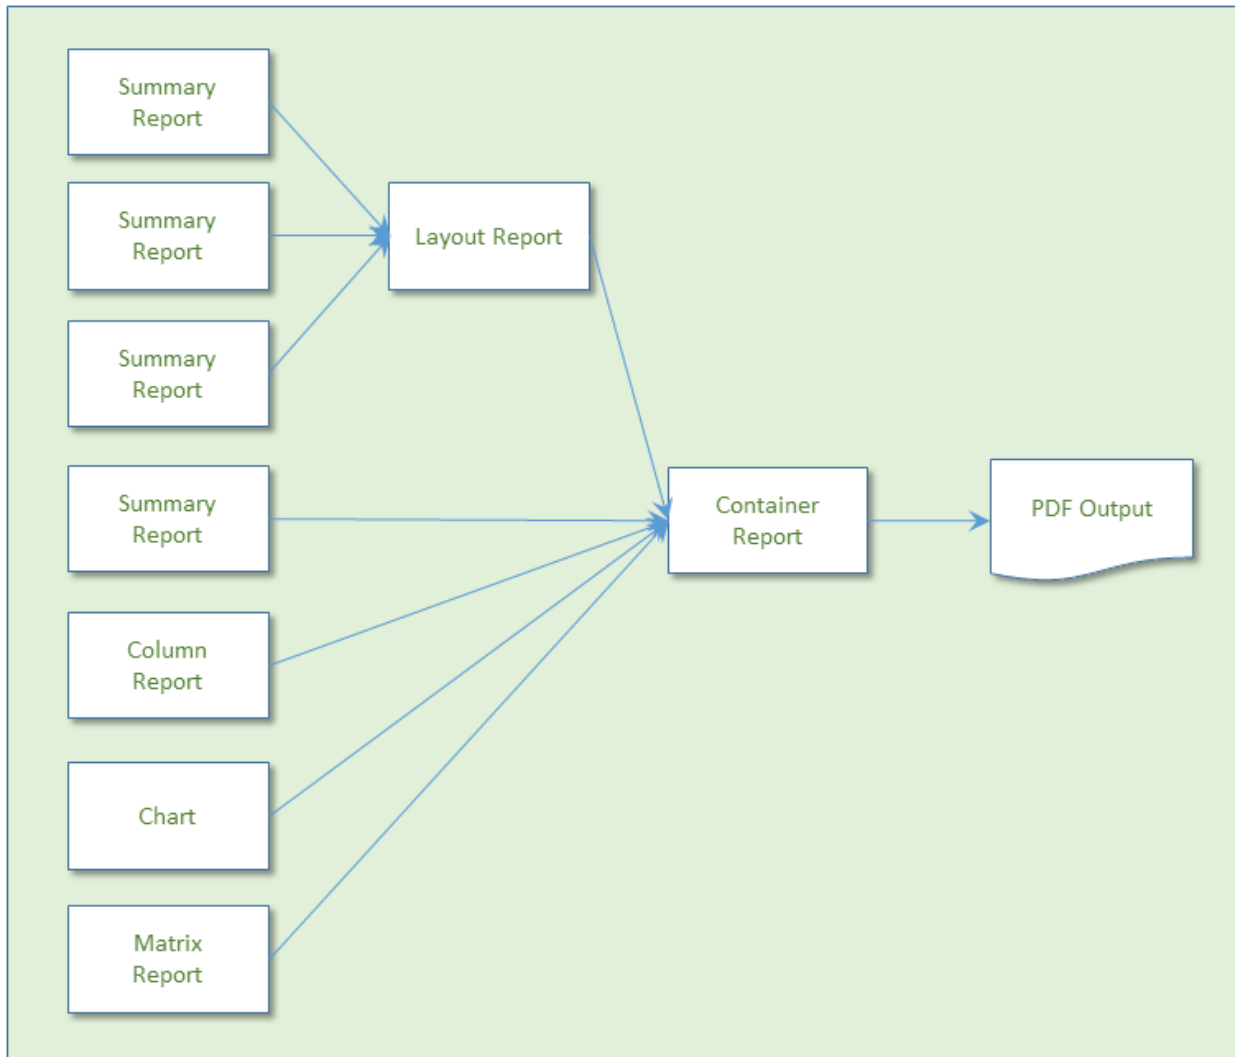 Summary
Report
Summary
Report
Layout Report
Summary
Report
Summary
Report
Container
Report
PDF Output
Column
Report
Chart
Matrix
Report